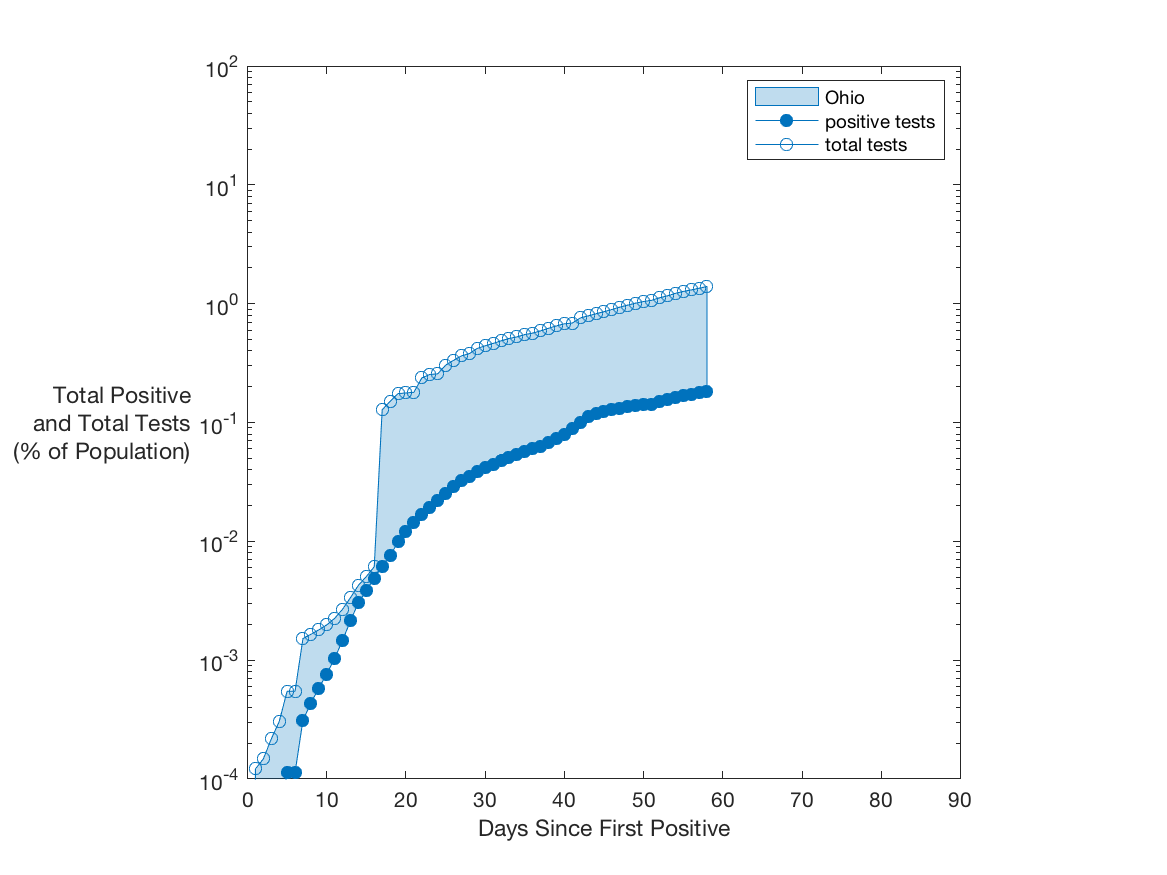 10^2
10^1
10^0
10^-1
10^-2
10^-3
10^-4
Total Positive
and Total Tests
(% of Population)
Ohio
positive tests
total tests
0 10 20 30 40 50 60 70 80 90
Days Since First Positive